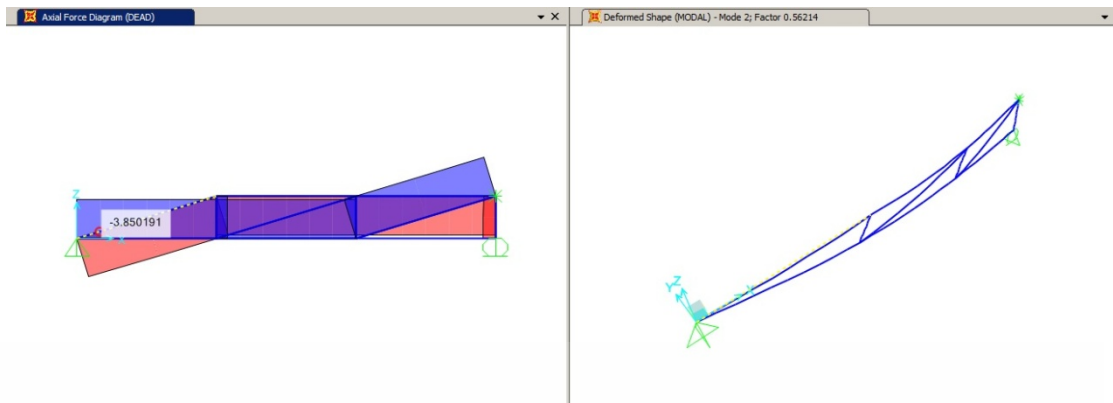 Axial Force Diagram (DEAD)
Deformed Shape (MODAL) - Mode 2; Factor 0.56214
Z
-3.850191
X
Y Z
X